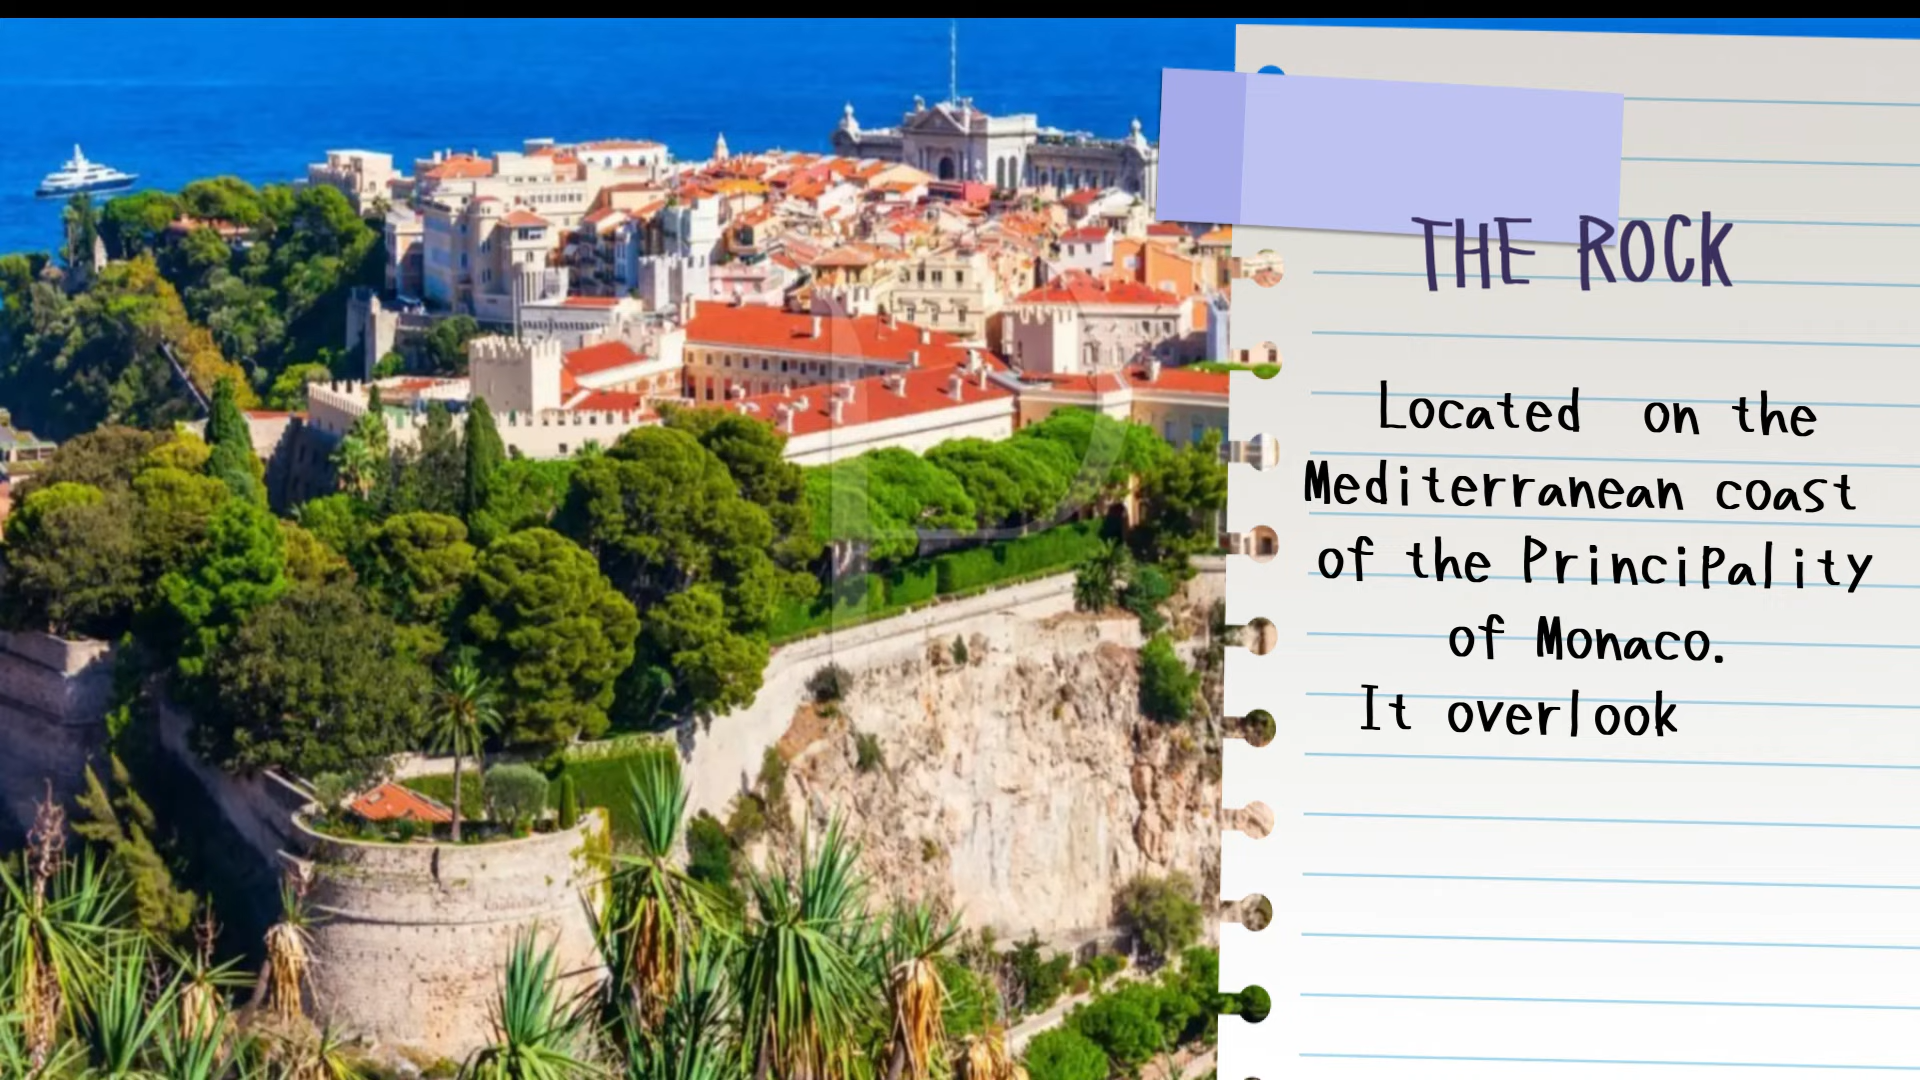 THE ROCK
Located on the
Mediterranean coast
of the PrinciPality
of Monaco.
It overlook